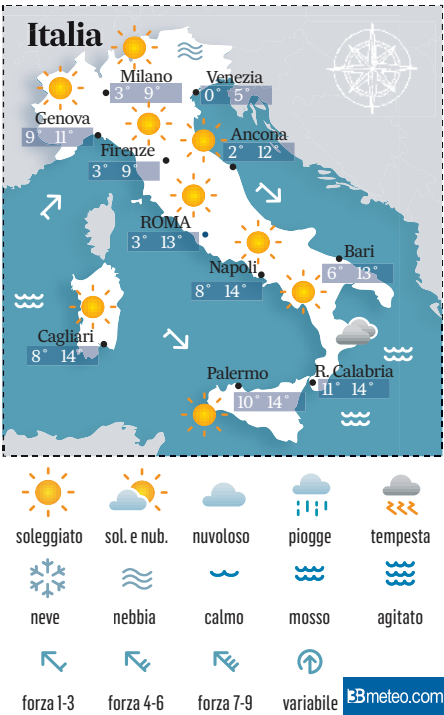 Italia
Milano
3° 9°
Venezia
0° 5°
Genova
9° 11°
Firenze
3° 9°
Ancona
2° 12°
ROMA
3° 13°
Napoli
8° 14°
Bari
6° 13°
Cagliari
8° 14°
Palermo
10° 14°
R. Calabria
11° 14°
soleggiato sol. e nub. nuvoloso piogge tempesta
neve nebbia calmo mosso agitato
forza 1-3 forza 4-6 forza 7-9 variabile
3Bmeteo.com